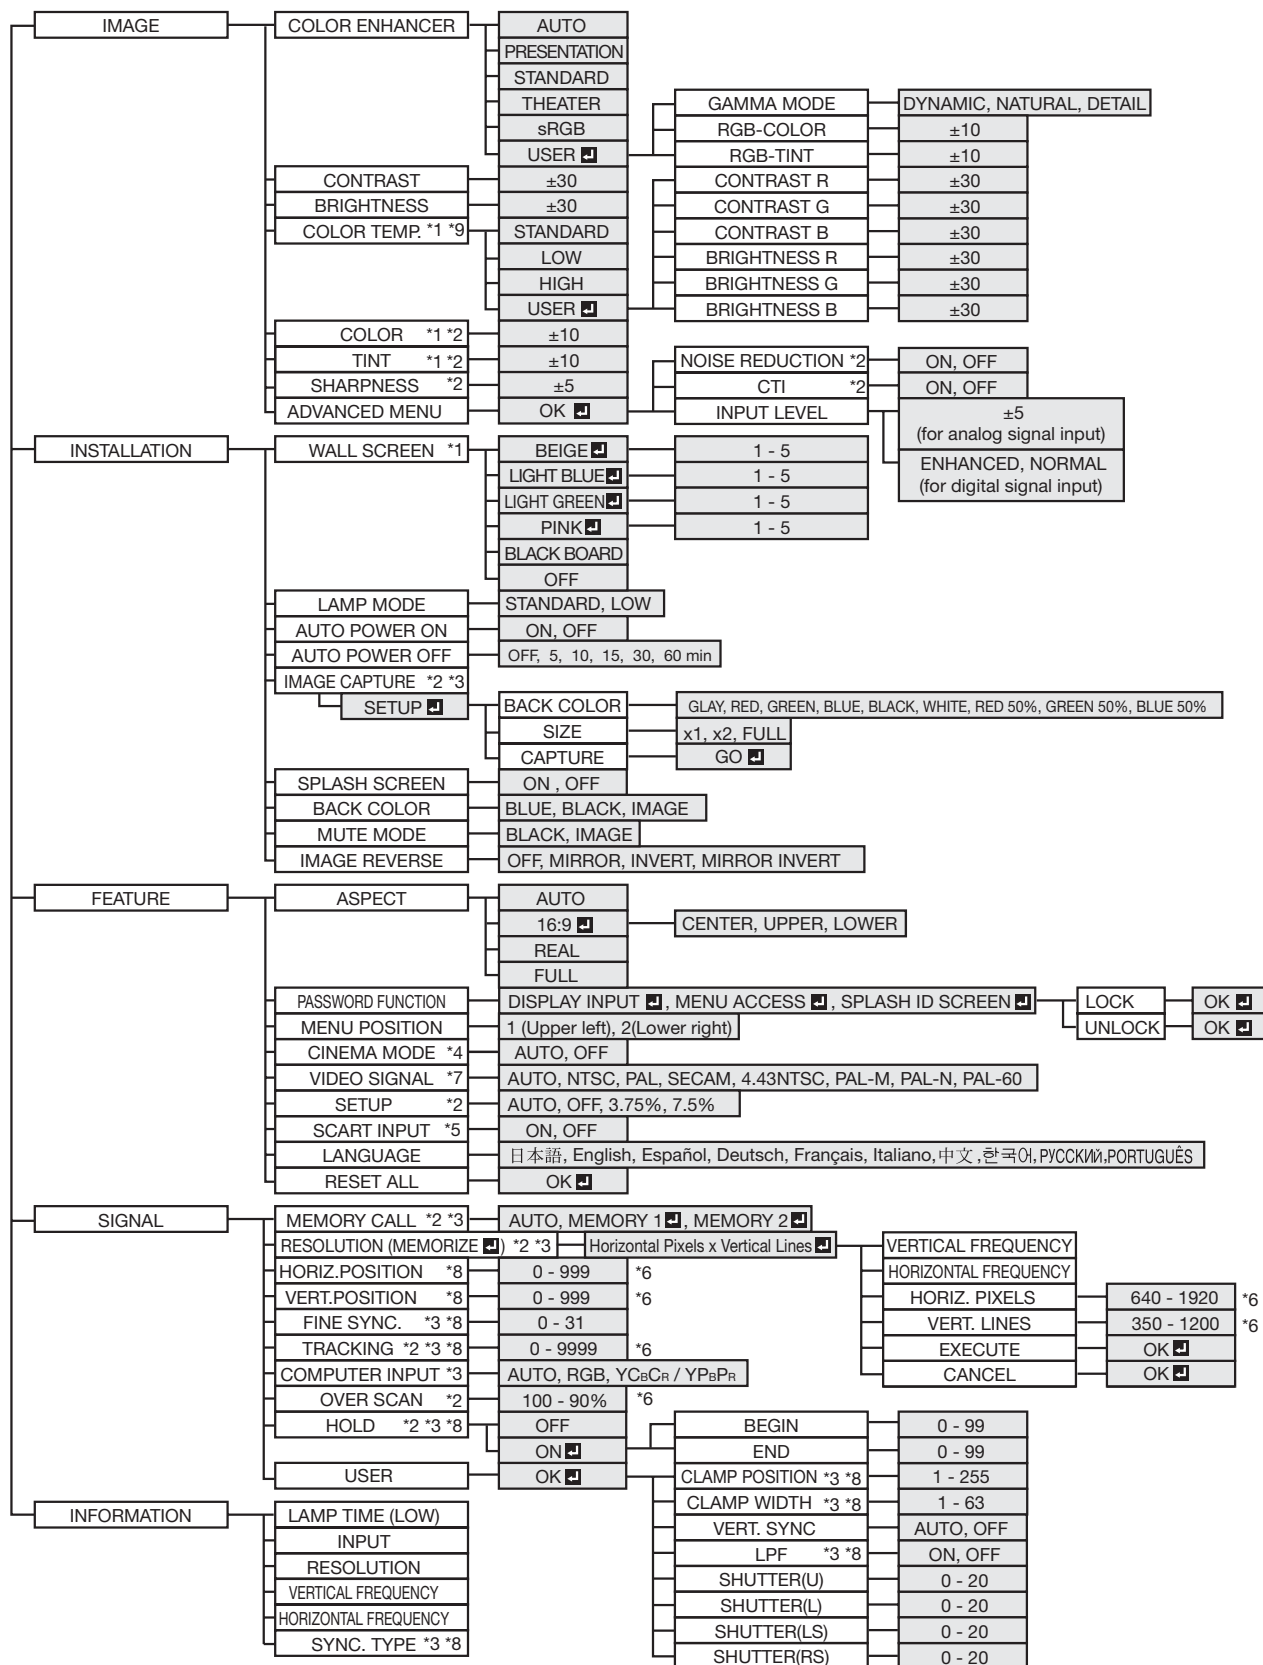 IMAGE
COLOR ENHANCER
AUTO
PRESENTATION
STANDARD
THEATER
GAMMA MODE
DYNAMIC, NATURAL, DETAIL
sRGB
RGB-COLOR
±10
USER
RGB-TINT
±10
CONTRAST
±30
CONTRAST R
±30
BRIGHTNESS
±30
CONTRAST G
±30
COLOR TEMP. *1 *9
STANDARD
CONTRAST B
±30
LOW
BRIGHTNESS R
±30
HIGH
BRIGHTNESS G
±30
USER
BRIGHTNESS B
±30
COLOR *1 *2
±10
TINT *1 *2
±10
NOISE REDUCTION *2
ON, OFF
SHARPNESS *2
±5
CTI *2
ON, OFF
ADVANCED MENU
OK
INPUT LEVEL
±5
(for analog signal input)
ENHANCED, NORMAL
(for digital signal input)
INSTALLATION
WALL SCREEN *1
BEIGE
1 - 5
LIGHT BLUE
1 - 5
LIGHT GREEN
1 - 5
PINK
1 - 5
BLACK BOARD
OFF
LAMP MODE
STANDARD, LOW
AUTO POWER ON
ON, OFF
AUTO POWER OFF
OFF, 5, 10, 15, 30, 60 min
IMAGE CAPTURE *2 *3
SETUP
BACK COLOR
GLAY, RED, GREEN, BLUE, BLACK, WHITE, RED 50%, GREEN 50%, BLUE 50%
SIZE
x1, x2, FULL
CAPTURE
GO
SPLASH SCREEN
ON , OFF
BACK COLOR
BLUE, BLACK, IMAGE
MUTE MODE
BLACK, IMAGE
IMAGE REVERSE
OFF, MIRROR, INVERT, MIRROR INVERT
FEATURE
ASPECT
AUTO
16:9
CENTER, UPPER, LOWER
REAL
FULL
PASSWORD FUNCTION
DISPLAY INPUT , MENU ACCESS , SPLASH ID SCREEN
LOCK
OK
UNLOCK
OK
MENU POSITION
1 (Upper left), 2(Lower right)
CINEMA MODE *4
AUTO, OFF
VIDEO SIGNAL *7
AUTO, NTSC, PAL, SECAM, 4.43NTSC, PAL-M, PAL-N, PAL-60
SETUP *2
AUTO, OFF, 3.75%, 7.5%
SCART INPUT *5
ON, OFF
LANGUAGE
日本語, English, Español, Deutsch, Français, Italiano,中文,한국어,РУССКИЙ,PORTUGUÊS
RESET ALL
OK
SIGNAL
MEMORY CALL *2 *3
AUTO, MEMORY 1 , MEMORY 2
RESOLUTION (MEMORIZE ) *2 *3
Horizontal Pixels x Vertical Lines
VERTICAL FREQUENCY
HORIZONTAL FREQUENCY
HORIZ. PIXELS
640 - 1920 *6
VERT. LINES
350 - 1200 *6
EXECUTE
OK
CANCEL
OK
HORIZ.POSITION *8
0 - 999 *6
VERT.POSITION *8
0 - 999 *6
FINE SYNC. *3 *8
0 - 31
TRACKING *2 *3 *8
0 - 9999 *6
COMPUTER INPUT *3
AUTO, RGB, YCBCR / YPBPR
OVER SCAN *2
100 - 90% *6
HOLD *2 *3 *8
OFF
ON
BEGIN
0 - 99
END
0 - 99
USER
OK
CLAMP POSITION *3 *8
1 - 255
CLAMP WIDTH *3 *8
1 - 63
VERT. SYNC
AUTO, OFF
LPF *3 *8
ON, OFF
SHUTTER(U)
0 - 20
SHUTTER(L)
0 - 20
SHUTTER(LS)
0 - 20
SHUTTER(RS)
0 - 20
INFORMATION
LAMP TIME (LOW)
INPUT
RESOLUTION
VERTICAL FREQUENCY
HORIZONTAL FREQUENCY
SYNC. TYPE *3 *8